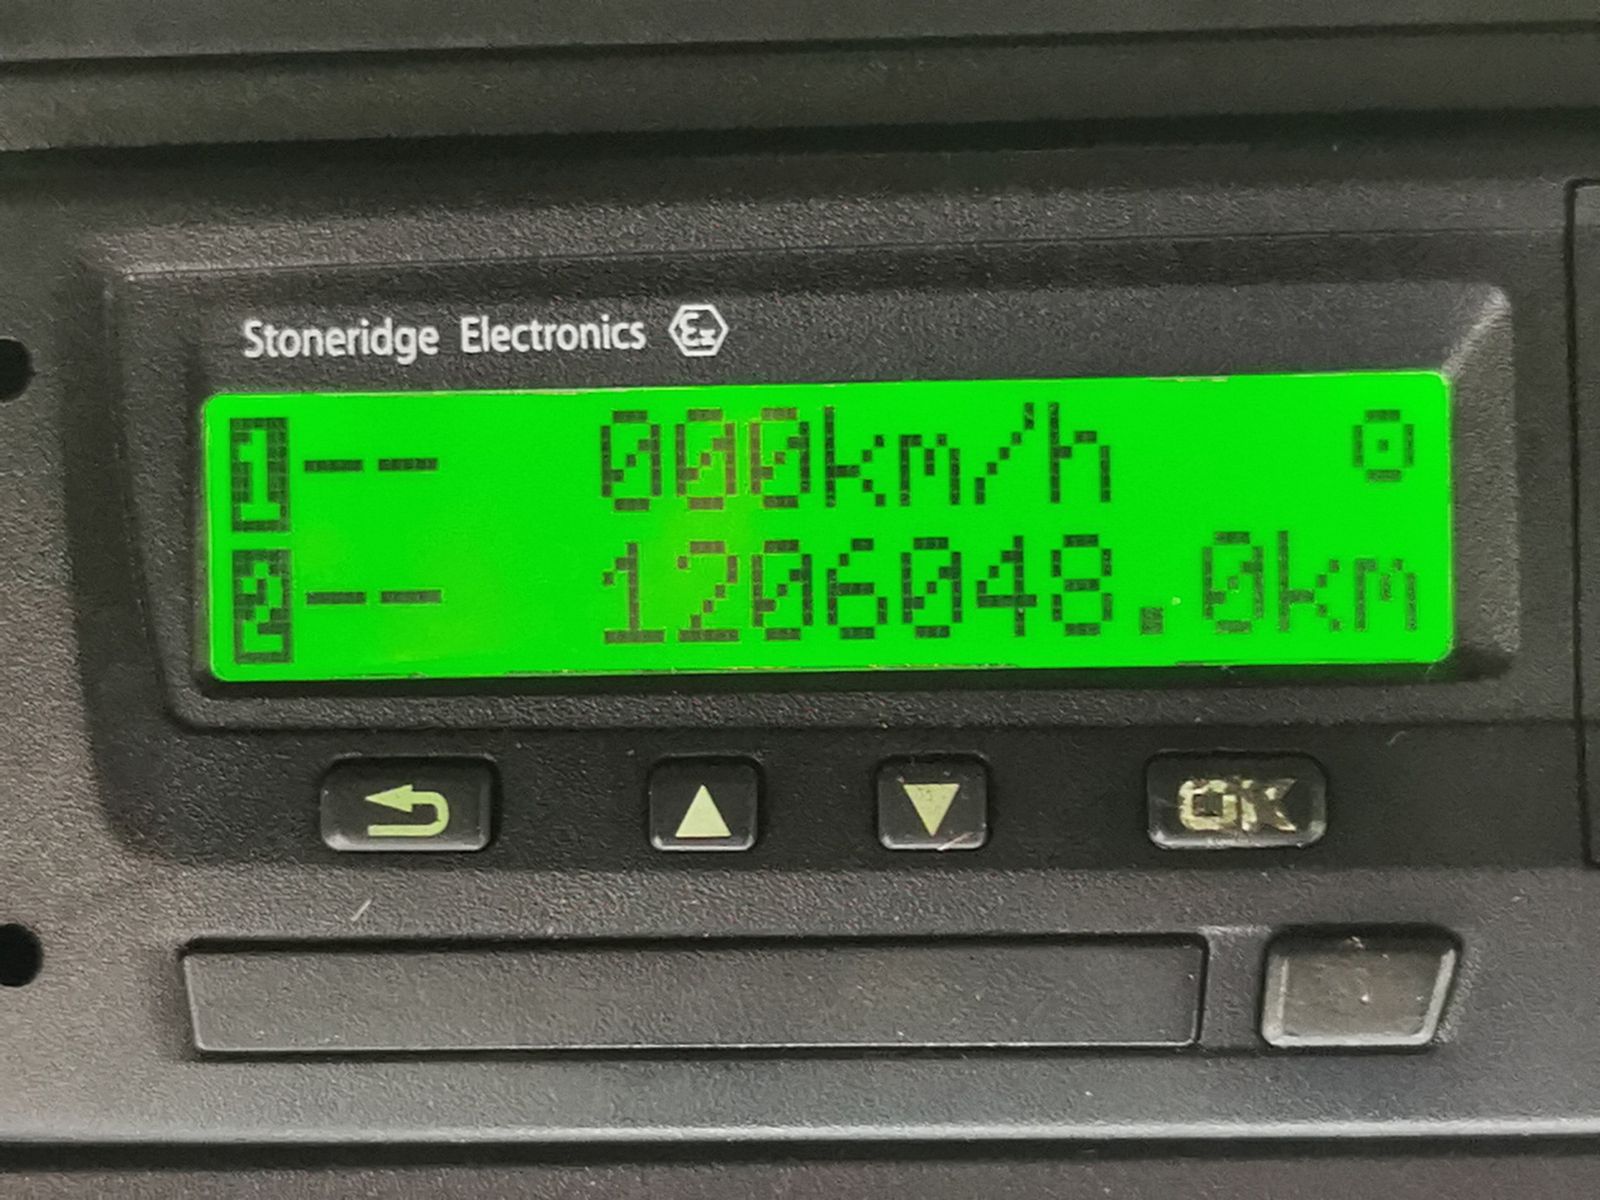 Stoneridge Electronics Ex
1 -- 000km/h
2 -- 1206048.0km
OK